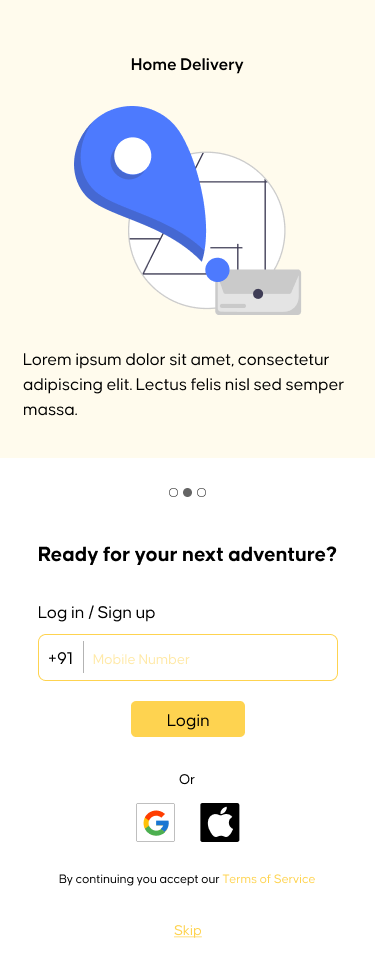 Home Delivery
Lorem ipsum dolor sit amet, consectetur
adipiscing elit. Lectus felis nisl sed semper
massa.
Ready for your next adventure?
Log in / Sign up
+91 Mobile Number
Login
Or
By continuing you accept our Terms of Service
Skip